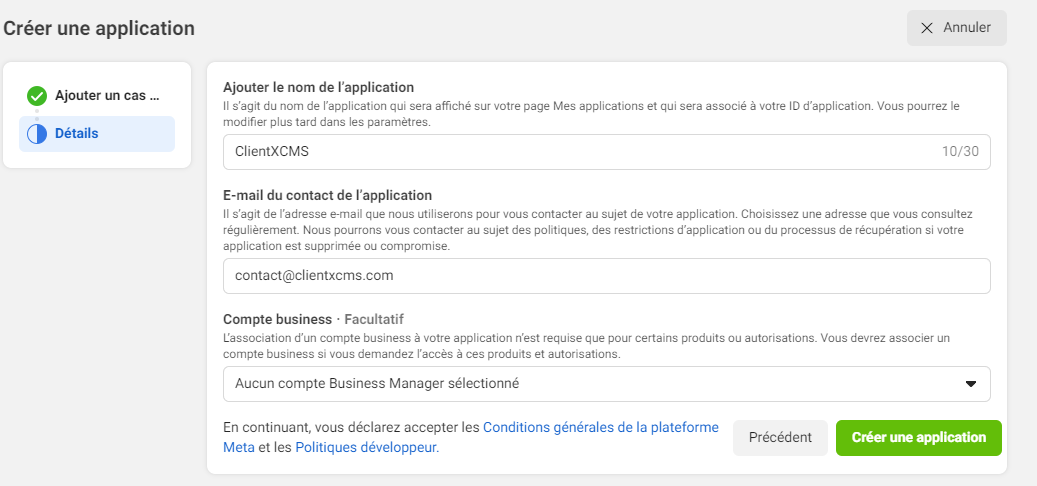 Créer une application
Annuler
Ajouter un cas ...
Détails
Ajouter le nom de l’application
Il s’agit du nom de l’application qui sera affiché sur votre page Mes applications et qui sera associé à votre ID d’application. Vous pourrez le
modifier plus tard dans les paramètres.
ClientXCMS
10/30
E-mail du contact de l’application
Il s’agit de l’adresse e-mail que nous utiliserons pour vous contacter au sujet de votre application. Choisissez une adresse que vous consultez
régulièrement. Nous pourrons vous contacter au sujet des politiques, des restrictions d’application ou du processus de récupération si votre
application est supprimée ou compromise.
contact@clientxcms.com
Compte business · Facultatif
L’association d’un compte business à votre application n’est requise que pour certains produits ou autorisations. Vous devrez associer un
compte business si vous demandez l’accès à ces produits et autorisations.
Aucun compte Business Manager sélectionné
En continuant, vous déclarez accepter les Conditions générales de la plateforme
Meta et les Politiques développeur.
Précédent
Créer une application